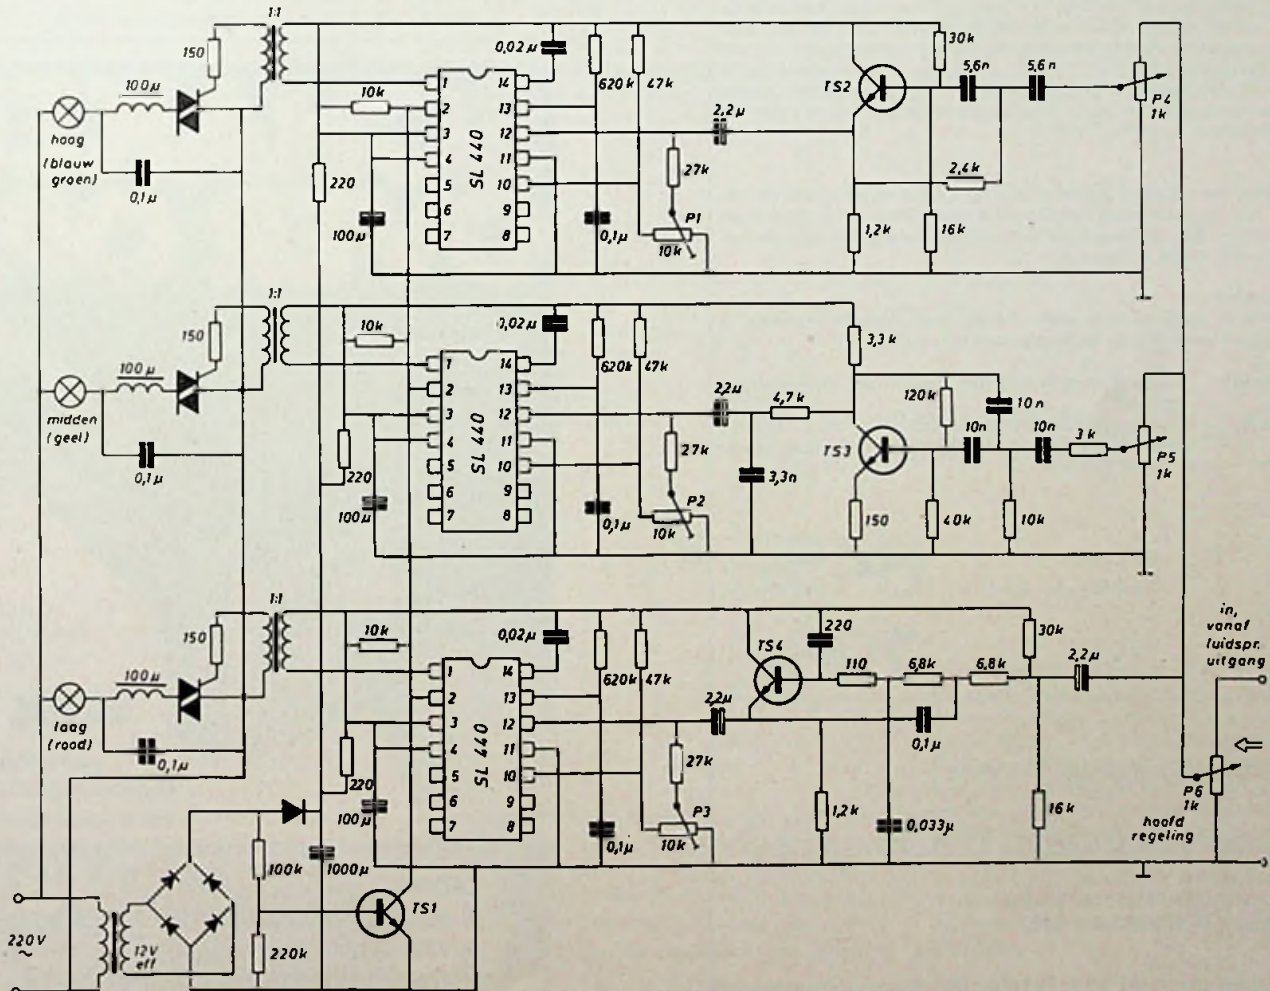 1:1
150
100µ
hoog
(blauw
groen)
0,1µ
10k
220
100µ
1
2
3
4
5
6
7
SL 440
14
13
12
11
10
9
8
0,02µ
620k
47k
2,2µ
27k
P1
10k
0,1µ
TS2
30k
5,6n
5,6n
2,4k
1,2k
16k
P4
1k
1:1
150
100µ
midden
(geel)
0,1µ
10k
220
100µ
1
2
3
4
5
6
7
SL 440
14
13
12
11
10
9
8
0,02µ
620k
47k
2,2µ
4,7k
27k
P2
10k
0,1µ
3,3n
3,3k
120k
10n
10n
10n
3k
TS3
150
40k
10k
P5
1k
1:1
150
100µ
laag
(rood)
0,1µ
10k
220
100µ
1
2
3
4
5
6
7
SL 440
14
13
12
11
10
9
8
0,02µ
620k
47k
2,2µ
27k
P3
10k
0,1µ
TS4
220
110
6,8k
6,8k
30k
2,2µ
0,1µ
1,2k
0,033µ
16k
in,
vanaf
luidspr.
uitgang
P6
1k
hoofd
regeling
220V
~
12V
eff
100k
220k
1000µ
TS1